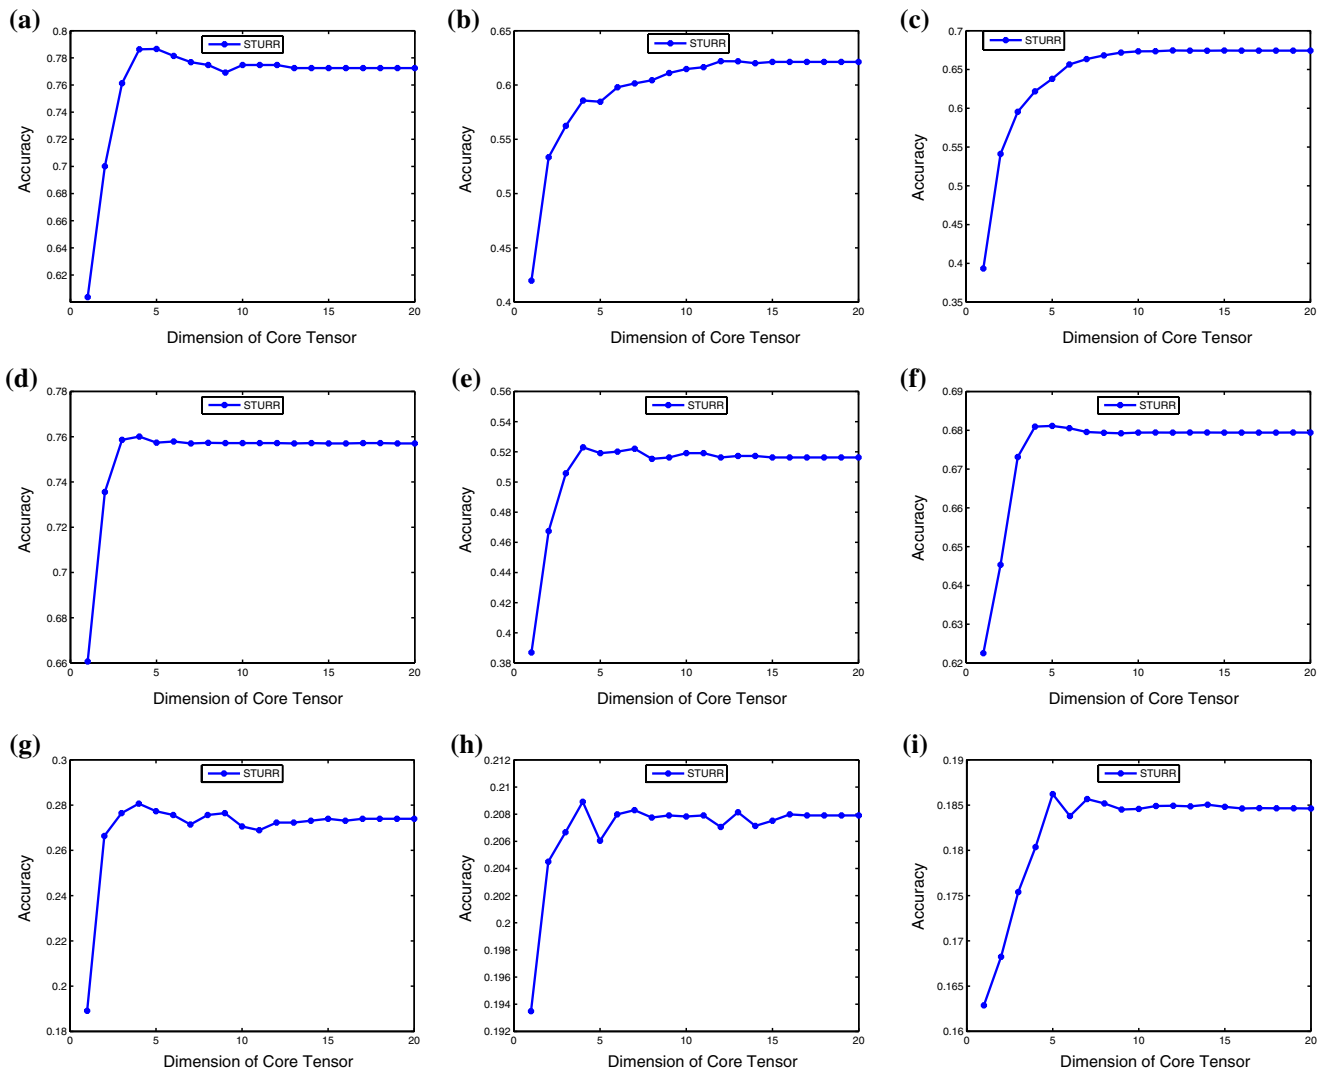 (a)
0.8
0.78
0.76
0.74
0.72
0.7
0.68
0.66
0.64
0.62
0 5 10 15 20
STURR
Accuracy
Dimension of Core Tensor
(b)
0.65
0.6
0.55
0.5
0.45
0.4
0 5 10 15 20
STURR
Accuracy
Dimension of Core Tensor
(c)
0.7
0.65
0.6
0.55
0.5
0.45
0.4
0.35
0 5 10 15 20
STURR
Accuracy
Dimension of Core Tensor
(d)
0.78
0.76
0.74
0.72
0.7
0.68
0.66
0 5 10 15 20
STURR
Accuracy
Dimension of Core Tensor
(e)
0.56
0.54
0.52
0.5
0.48
0.46
0.44
0.42
0.4
0.38
0 5 10 15 20
STURR
Accuracy
Dimension of Core Tensor
(f)
0.69
0.68
0.67
0.66
0.65
0.64
0.63
0.62
0 5 10 15 20
STURR
Accuracy
Dimension of Core Tensor
(g)
0.3
0.28
0.26
0.24
0.22
0.2
0.18
0 5 10 15 20
STURR
Accuracy
Dimension of Core Tensor
(h)
0.212
0.21
0.208
0.206
0.204
0.202
0.2
0.198
0.196
0.194
0.192
0 5 10 15 20
STURR
Accuracy
Dimension of Core Tensor
(i)
0.19
0.185
0.18
0.175
0.17
0.165
0.16
0 5 10 15 20
STURR
Accuracy
Dimension of Core Tensor